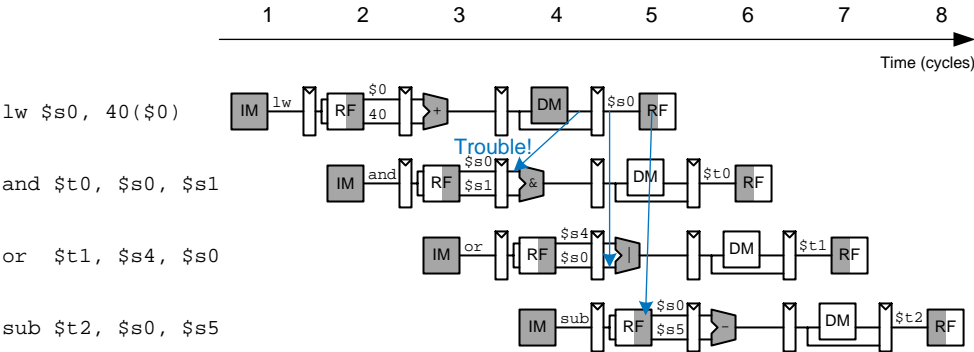 1 2 3 4 5 6 7 8
Time (cycles)
lw $s0, 40($0) IM lw RF $0 40 + DM $s0 RF
Trouble!
and $t0, $s0, $s1 IM and RF $s0 $s1 & DM $t0 RF
or $t1, $s4, $s0 IM or RF $s4 $s0 | DM $t1 RF
sub $t2, $s0, $s5 IM sub RF $s0 $s5 - DM $t2 RF